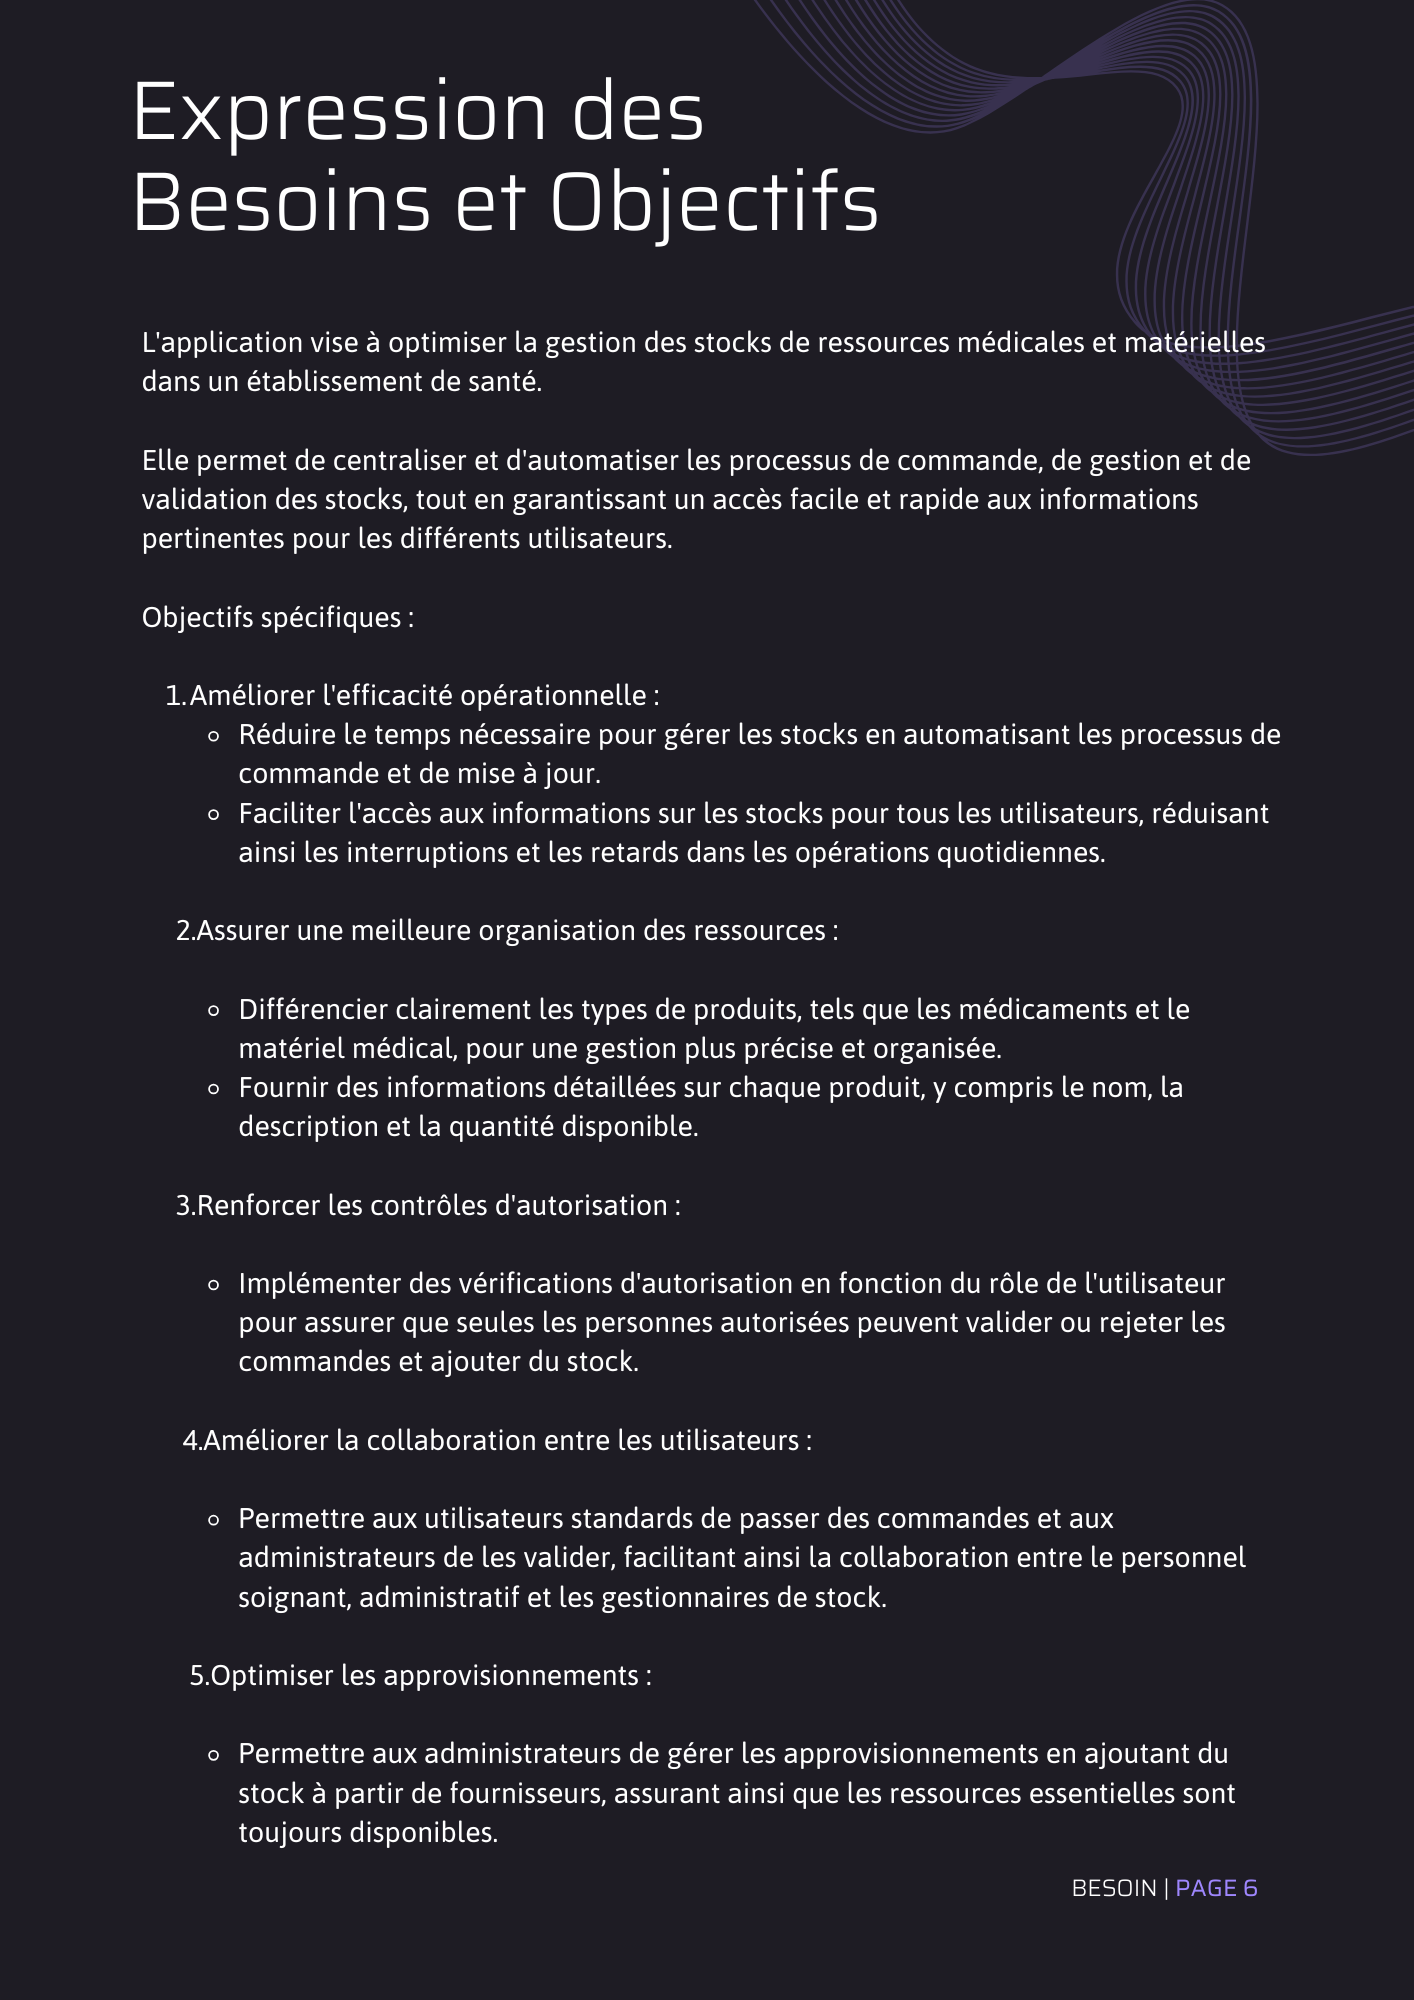 Expression des
Besoins et Objectifs
L'application vise à optimiser la gestion des stocks de ressources médicales et matérielles
dans un établissement de santé.
Elle permet de centraliser et d'automatiser les processus de commande, de gestion et de
validation des stocks, tout en garantissant un accès facile et rapide aux informations
pertinentes pour les différents utilisateurs.
Objectifs spécifiques :
1. Améliorer l'efficacité opérationnelle :
◦ Réduire le temps nécessaire pour gérer les stocks en automatisant les processus de
commande et de mise à jour.
◦ Faciliter l'accès aux informations sur les stocks pour tous les utilisateurs, réduisant
ainsi les interruptions et les retards dans les opérations quotidiennes.
2.Assurer une meilleure organisation des ressources :
◦ Différencier clairement les types de produits, tels que les médicaments et le
matériel médical, pour une gestion plus précise et organisée.
◦ Fournir des informations détaillées sur chaque produit, y compris le nom, la
description et la quantité disponible.
3.Renforcer les contrôles d'autorisation :
◦ Implémenter des vérifications d'autorisation en fonction du rôle de l'utilisateur
pour assurer que seules les personnes autorisées peuvent valider ou rejeter les
commandes et ajouter du stock.
4.Améliorer la collaboration entre les utilisateurs :
◦ Permettre aux utilisateurs standards de passer des commandes et aux
administrateurs de les valider, facilitant ainsi la collaboration entre le personnel
soignant, administratif et les gestionnaires de stock.
5.Optimiser les approvisionnements :
◦ Permettre aux administrateurs de gérer les approvisionnements en ajoutant du
stock à partir de fournisseurs, assurant ainsi que les ressources essentielles sont
toujours disponibles.
BESOIN | PAGE 6